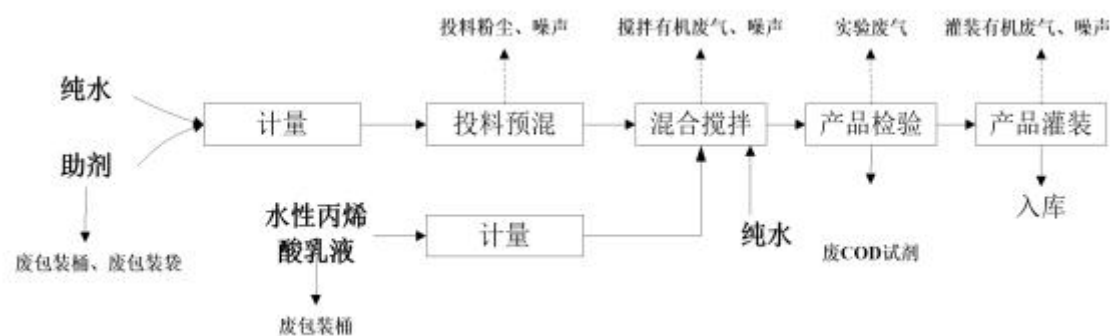 投料粉尘、噪声
搅拌有机废气、噪声
实验废气
灌装有机废气、噪声
纯水
计量
投料预混
混合搅拌
产品检验
产品灌装
助剂
水性丙烯
酸乳液
计量
纯水
入库
废COD试剂
废包装桶、废包装袋
废包装桶